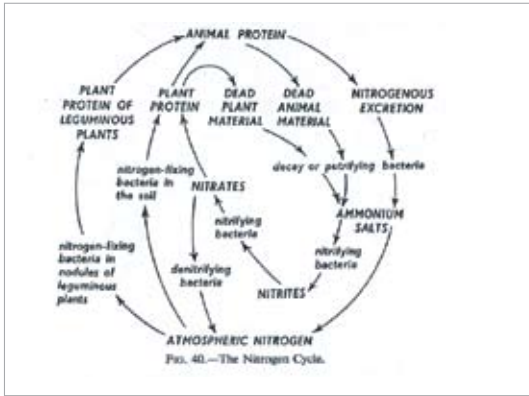 ANIMAL PROTEIN
PLANT
PROTEIN OF
LEGUMINOUS
PLANTS
PLANT
PROTEIN
DEAD
PLANT
MATERIAL
DEAD
ANIMAL
MATERIAL
NITROGENOUS
EXCRETION
decay or putrifying bacteria
nitrogen-fixing
bacteria in
the soil
NITRATES
AMMONIUM
SALTS
nitrifying
bacteria
nitrifying
bacteria
nitrogen-fixing
bacteria in
nodules of
leguminous
plants
denitrifying
bacteria
NITRITES
ATMOSPHERIC NITROGEN
FIG. 40.—The Nitrogen Cycle.